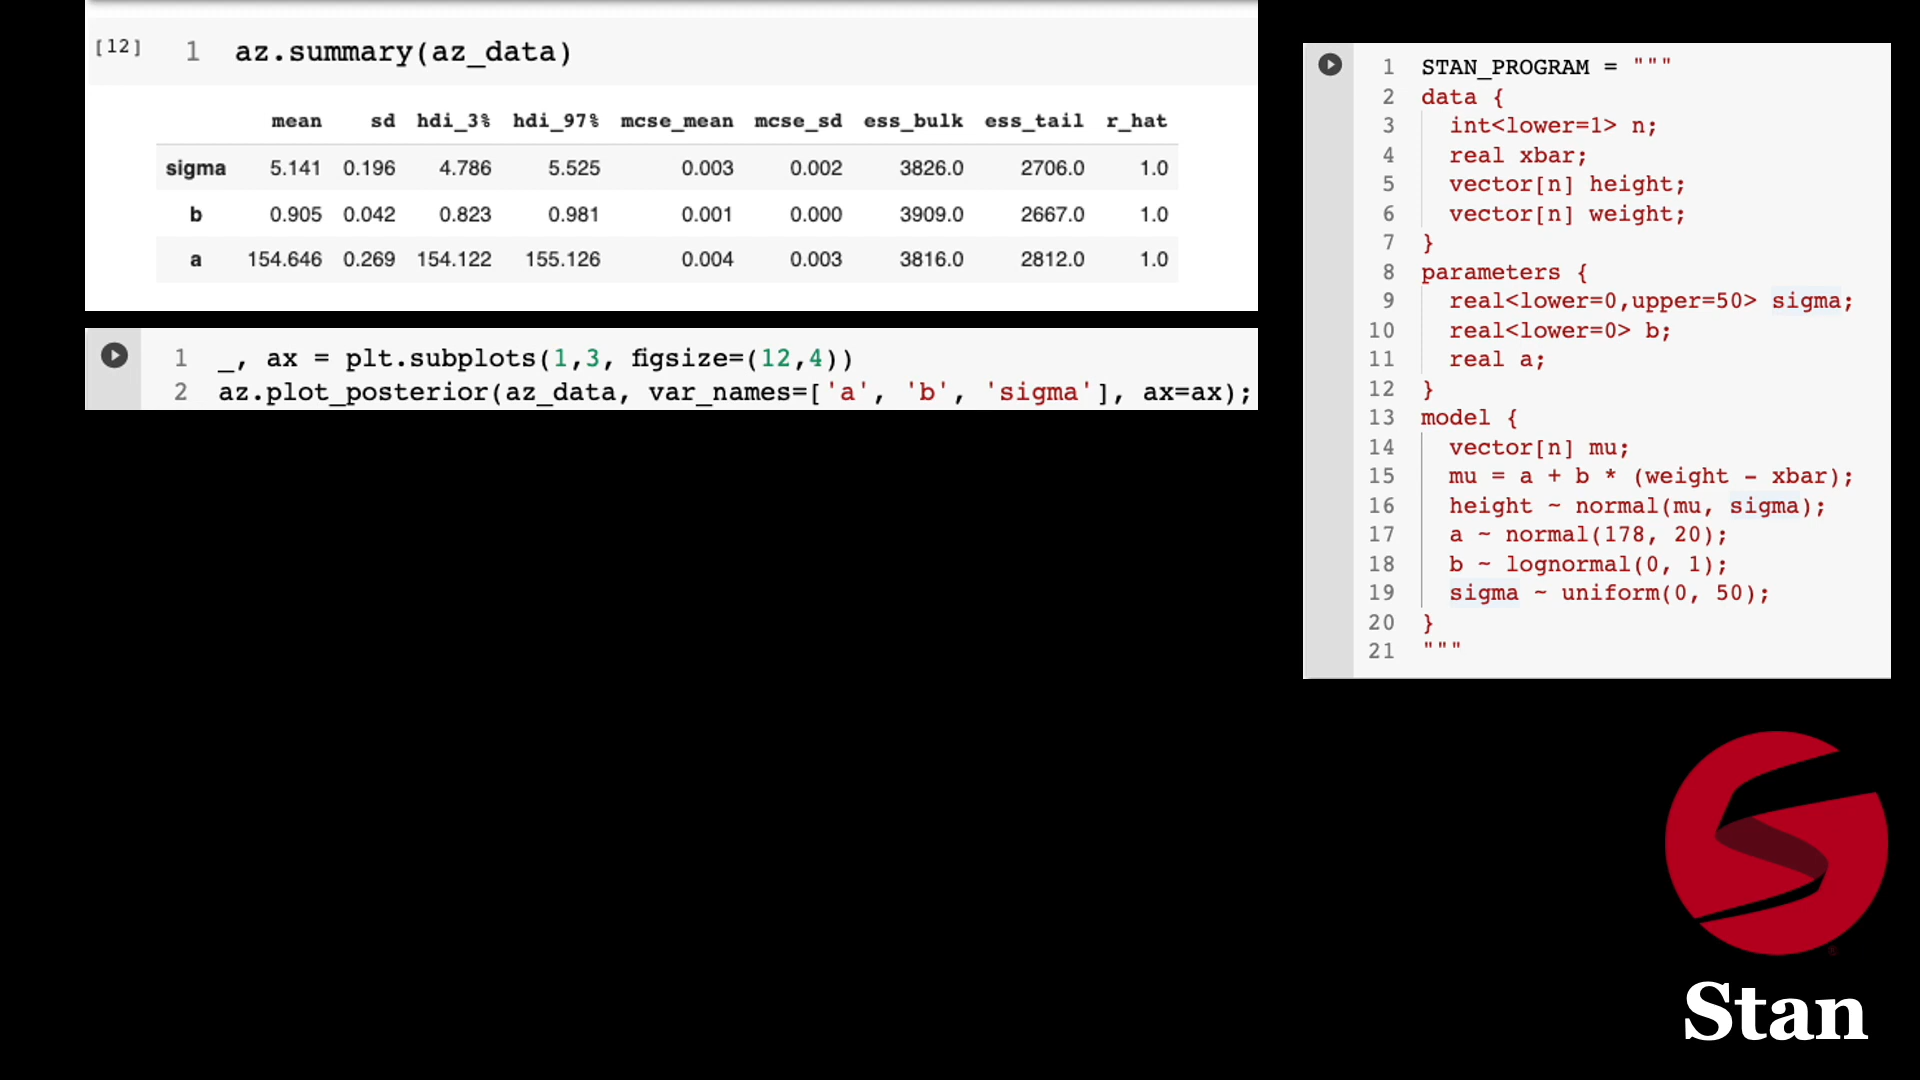 [12] 1 az.summary(az_data)
mean sd hdi_3% hdi_97% mcse_mean mcse_sd ess_bulk ess_tail r_hat
sigma 5.141 0.196 4.786 5.525 0.003 0.002 3826.0 2706.0 1.0
b 0.905 0.042 0.823 0.981 0.001 0.000 3909.0 2667.0 1.0
a 154.646 0.269 154.122 155.126 0.004 0.003 3816.0 2812.0 1.0
1 _, ax = plt.subplots(1,3, figsize=(12,4))
2 az.plot_posterior(az_data, var_names=['a', 'b', 'sigma'], ax=ax);
1 STAN_PROGRAM = """
2 data {
3 int<lower=1> n;
4 real xbar;
5 vector[n] height;
6 vector[n] weight;
7 }
8 parameters {
9 real<lower=0,upper=50> sigma;
10 real<lower=0> b;
11 real a;
12 }
13 model {
14 vector[n] mu;
15 mu = a + b * (weight - xbar);
16 height ~ normal(mu, sigma);
17 a ~ normal(178, 20);
18 b ~ lognormal(0, 1);
19 sigma ~ uniform(0, 50);
20 }
21 """
Stan